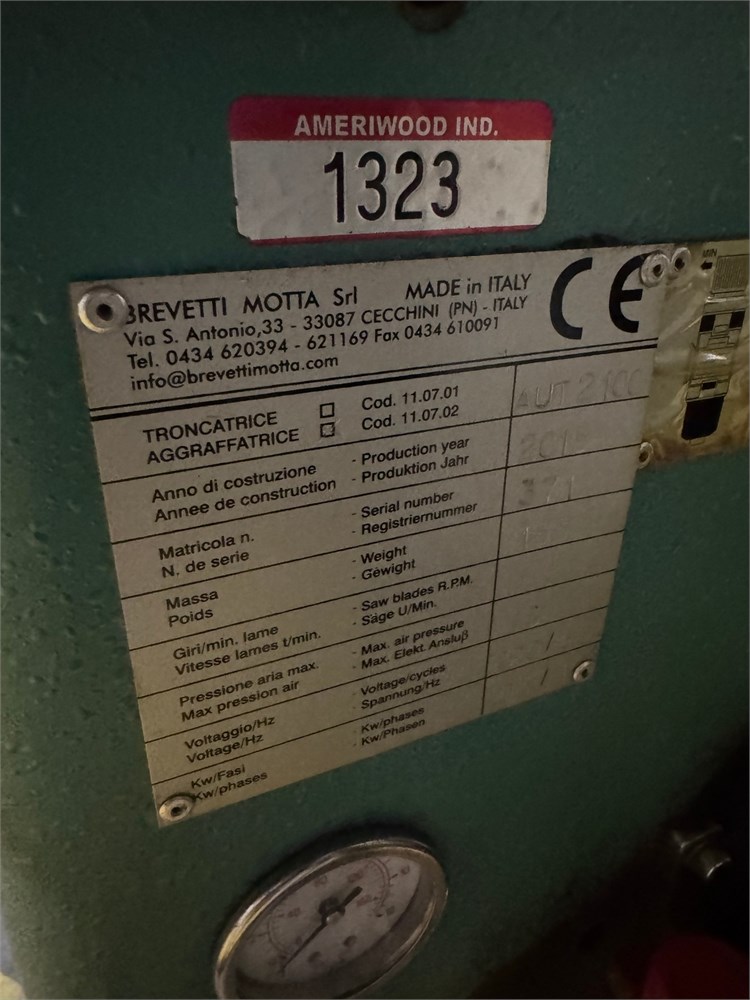 AMERIWOOD IND.
1323
BREVETTI MOTTA Srl MADE in ITALY CE
Via S. Antonio,33 - 33087 CECCHINI (PN) - ITALY
Tel. 0434 620394 - 621169 Fax 0434 610091
info@brevettimotta.com
TRONCATRICE Cod. 11.07.01
AGGRAFFATRICE Cod. 11.07.02
Anno di costruzione - Production year
Annee de construction - Produktion Jahr
Matricola n. - Serial number
N. de serie - Registriernummer
Massa - Weight
Poids - Gewight
Giri/min. lame - Saw blades R.P.M.
Vitesse lames t/min. - Säge U/Min.
Pressione aria max. - Max. air pressure
Max pression air - Max. Elekt. Ansluß
Voltaggio/Hz - Voltage/cycles
Voltage/Hz - Spannung/Hz
Kw/Fasi - Kw/phases
Kw/phases - Kw/Phasen
AUT
371
/
/
MIN